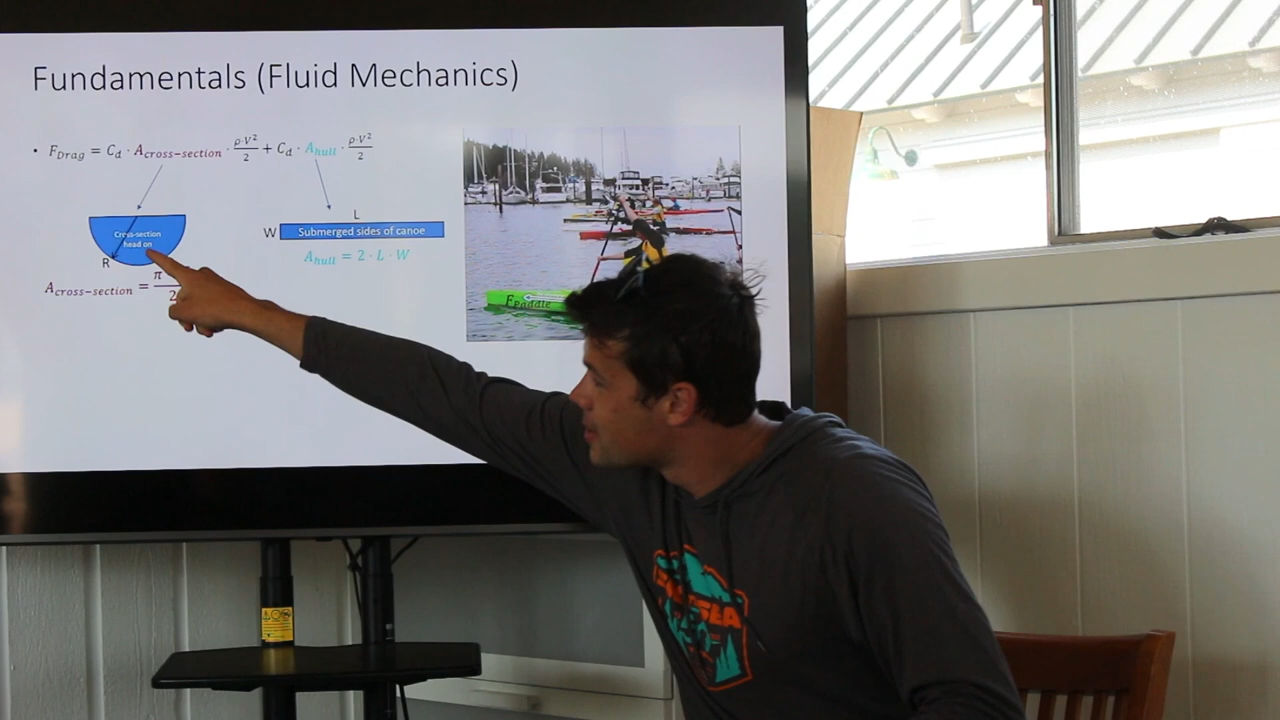 Fundamentals (Fluid Mechanics)
• F_Drag = C_d · A_cross−section · ρ·V²/2 + C_d · A_hull · ρ·V²/2
L
Cross-section
head on
W
Submerged sides of canoe
R
A_hull = 2 · L · W
A_cross−section = π/2
F_Paddle